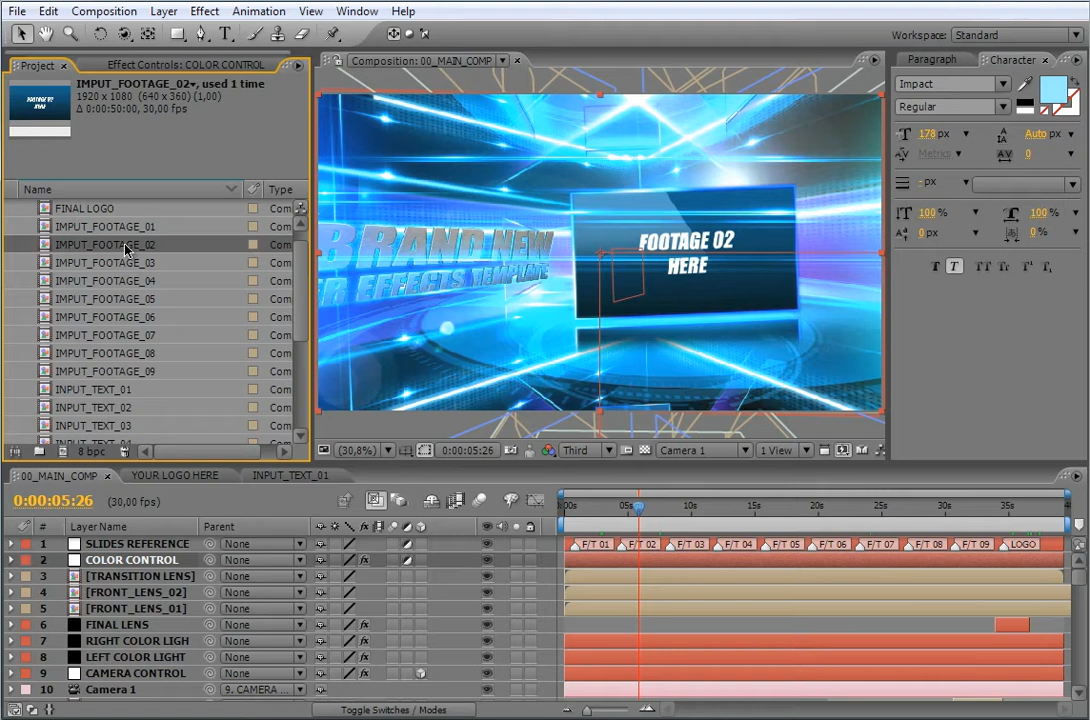 File Edit Composition Layer Effect Animation View Window Help
Workspace: Standard
Project
Effect Controls: COLOR CONTROL
IMPUT_FOOTAGE_02, used 1 time
1920 x 1080 (640 x 360) (1,00)
Δ 0:00:50:00, 30,00 fps
Name Type
FINAL LOGO Com
IMPUT_FOOTAGE_01 Com
IMPUT_FOOTAGE_02 Com
IMPUT_FOOTAGE_03 Com
IMPUT_FOOTAGE_04 Com
IMPUT_FOOTAGE_05 Com
IMPUT_FOOTAGE_06 Com
IMPUT_FOOTAGE_07 Com
IMPUT_FOOTAGE_08 Com
IMPUT_FOOTAGE_09 Com
INPUT_TEXT_01 Com
INPUT_TEXT_02 Com
INPUT_TEXT_03 Com
INPUT_TEXT_04 Com
8 bpc
Composition: 00_MAIN_COMP
BRAND NEW
R EFFECTS TEMPLATE
FOOTAGE 02
HERE
(30,8%) 0:00:05:26 Third Camera 1 1 View
Paragraph Character
Impact
Regular
178 px Auto px
Metrics 0
- px
100 % 100 %
0 px 0 %
T T TT Tr T¹ T₁
00_MAIN_COMP YOUR LOGO HERE INPUT_TEXT_01
0:00:05:26 (30,00 fps)
:00s 05s 10s 15s 20s 25s 30s 35s
# Layer Name Parent
1 SLIDES REFERENCE None F/T 01 F/T 02 F/T 03 F/T 04 F/T 05 F/T 06 F/T 07 F/T 08 F/T 09 LOGO
2 COLOR CONTROL None
3 [TRANSITION LENS] None
4 [FRONT_LENS_02] None
5 [FRONT_LENS_01] None
6 FINAL LENS None
7 RIGHT COLOR LIGH None
8 LEFT COLOR LIGHT None
9 CAMERA CONTROL None
10 Camera 1 9. CAMERA ...
Toggle Switches / Modes